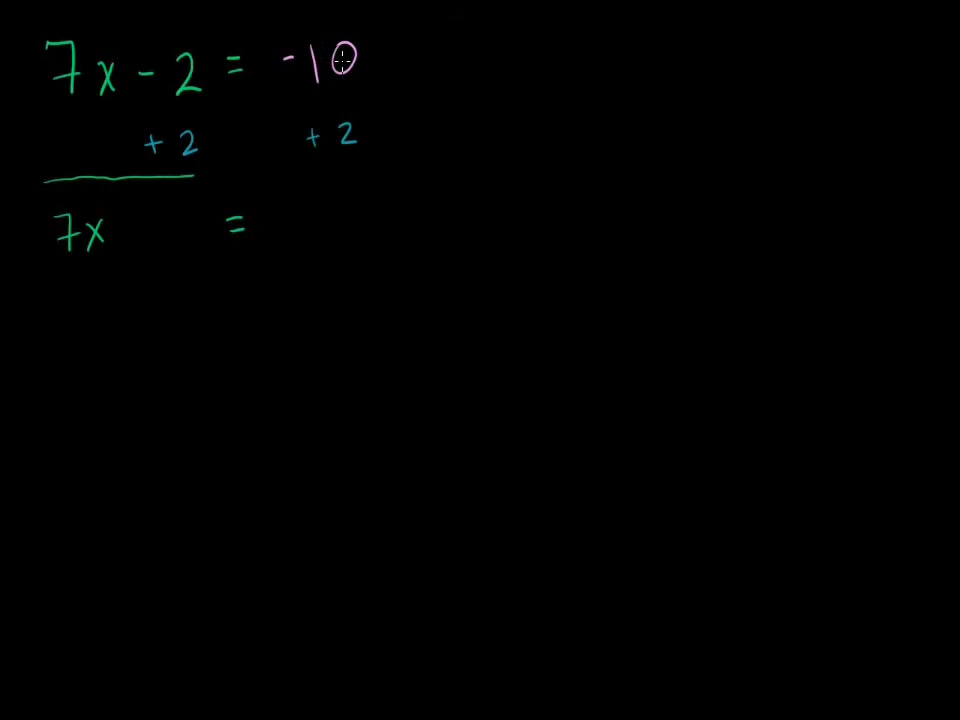 7x - 2 = -10
+ 2 + 2
7x =